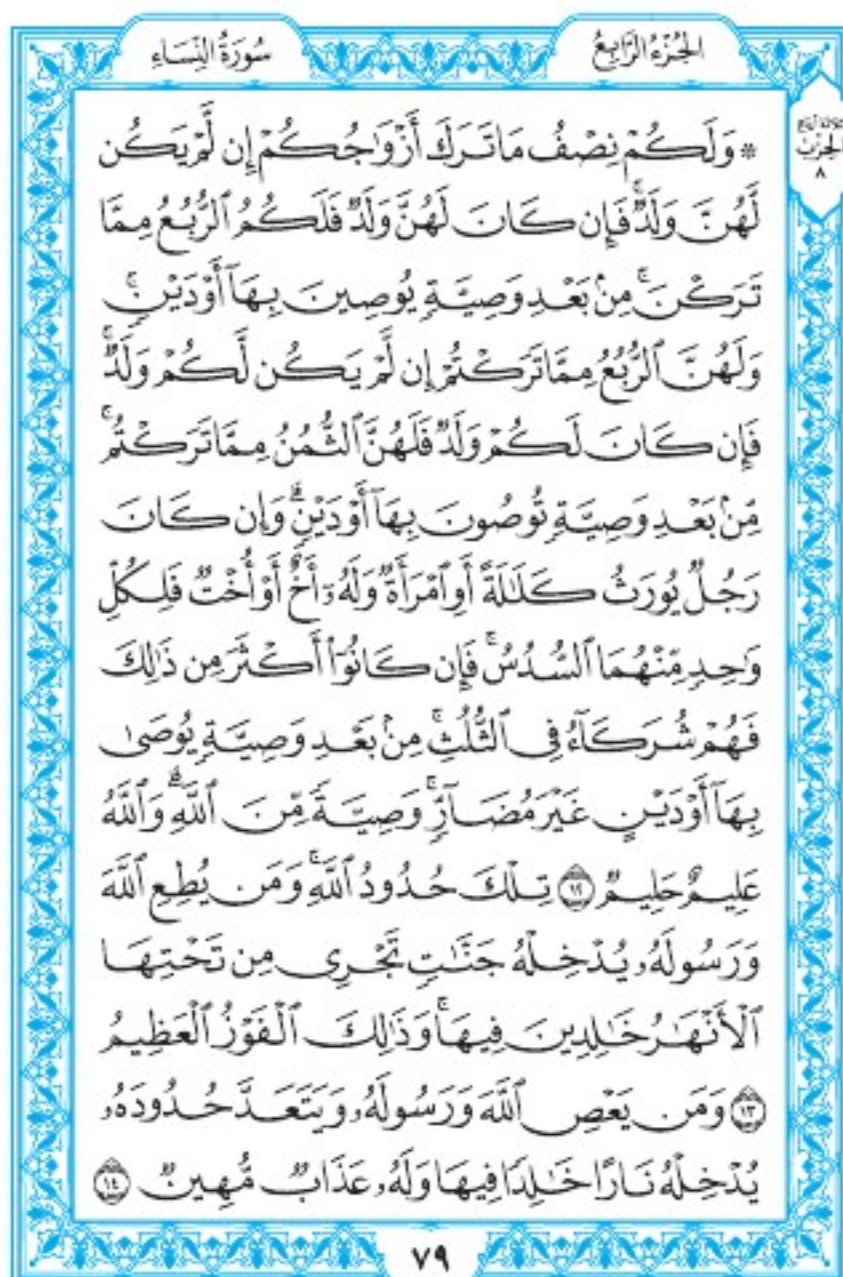 الجُزْءُ الرَّابِعُ
سُورَةُ النِّسَاءِ
الحِزْب
٨
* وَلَكُمْ نِصْفُ مَا تَرَكَ أَزْوَٰجُكُمْ إِن لَّمْ يَكُن
لَّهُنَّ وَلَدٌۚ فَإِن كَانَ لَهُنَّ وَلَدٌ فَلَكُمُ ٱلرُّبُعُ مِمَّا
تَرَكْنَۚ مِنۢ بَعْدِ وَصِيَّةٍ يُوصِينَ بِهَآ أَوْ دَيْنٍۚ
وَلَهُنَّ ٱلرُّبُعُ مِمَّا تَرَكْتُمْ إِن لَّمْ يَكُن لَّكُمْ وَلَدٌۚ
فَإِن كَانَ لَكُمْ وَلَدٌ فَلَهُنَّ ٱلثُّمُنُ مِمَّا تَرَكْتُمۚ
مِّنۢ بَعْدِ وَصِيَّةٍ تُوصُونَ بِهَآ أَوْ دَيْنٍۗ وَإِن كَانَ
رَجُلٌ يُورَثُ كَلَٰلَةً أَوِ ٱمْرَأَةٌ وَلَهُۥٓ أَخٌ أَوْ أُخْتٌ فَلِكُلِّ
وَٰحِدٍ مِّنْهُمَا ٱلسُّدُسُۚ فَإِن كَانُوٓا۟ أَكْثَرَ مِن ذَٰلِكَ
فَهُمْ شُرَكَآءُ فِى ٱلثُّلُثِۚ مِنۢ بَعْدِ وَصِيَّةٍ يُوصَىٰ
بِهَآ أَوْ دَيْنٍ غَيْرَ مُضَآرٍّۚ وَصِيَّةً مِّنَ ٱللَّهِۗ وَٱللَّهُ
عَلِيمٌ حَلِيمٌ ١٢ تِلْكَ حُدُودُ ٱللَّهِۚ وَمَن يُطِعِ ٱللَّهَ
وَرَسُولَهُۥ يُدْخِلْهُ جَنَّٰتٍ تَجْرِى مِن تَحْتِهَا
ٱلْأَنْهَٰرُ خَٰلِدِينَ فِيهَاۚ وَذَٰلِكَ ٱلْفَوْزُ ٱلْعَظِيمُ
١٣ وَمَن يَعْصِ ٱللَّهَ وَرَسُولَهُۥ وَيَتَعَدَّ حُدُودَهُۥ
يُدْخِلْهُ نَارًا خَٰلِدًا فِيهَا وَلَهُۥ عَذَابٌ مُّهِينٌ ١٤
٧٩